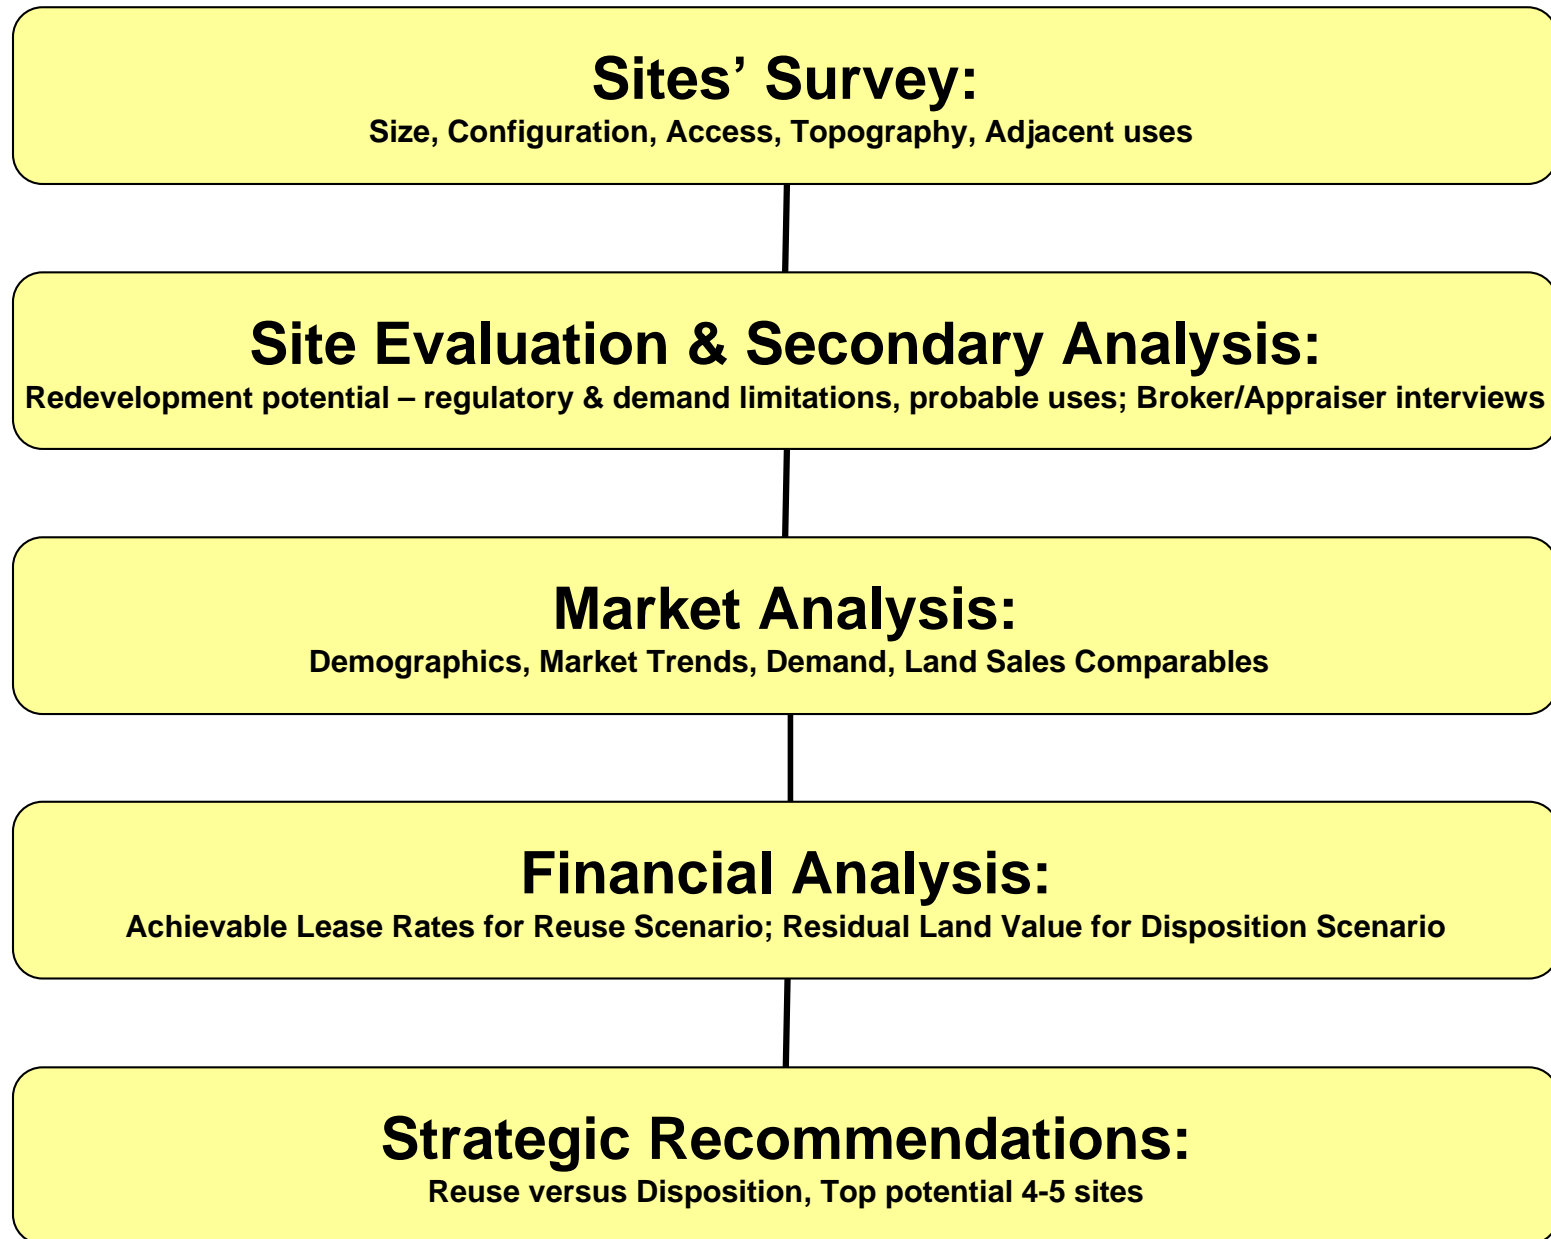 Sites’ Survey:
Size, Configuration, Access, Topography, Adjacent uses
Site Evaluation & Secondary Analysis:
Redevelopment potential – regulatory & demand limitations, probable uses; Broker/Appraiser interviews
Market Analysis:
Demographics, Market Trends, Demand, Land Sales Comparables
Financial Analysis:
Achievable Lease Rates for Reuse Scenario; Residual Land Value for Disposition Scenario
Strategic Recommendations:
Reuse versus Disposition, Top potential 4-5 sites